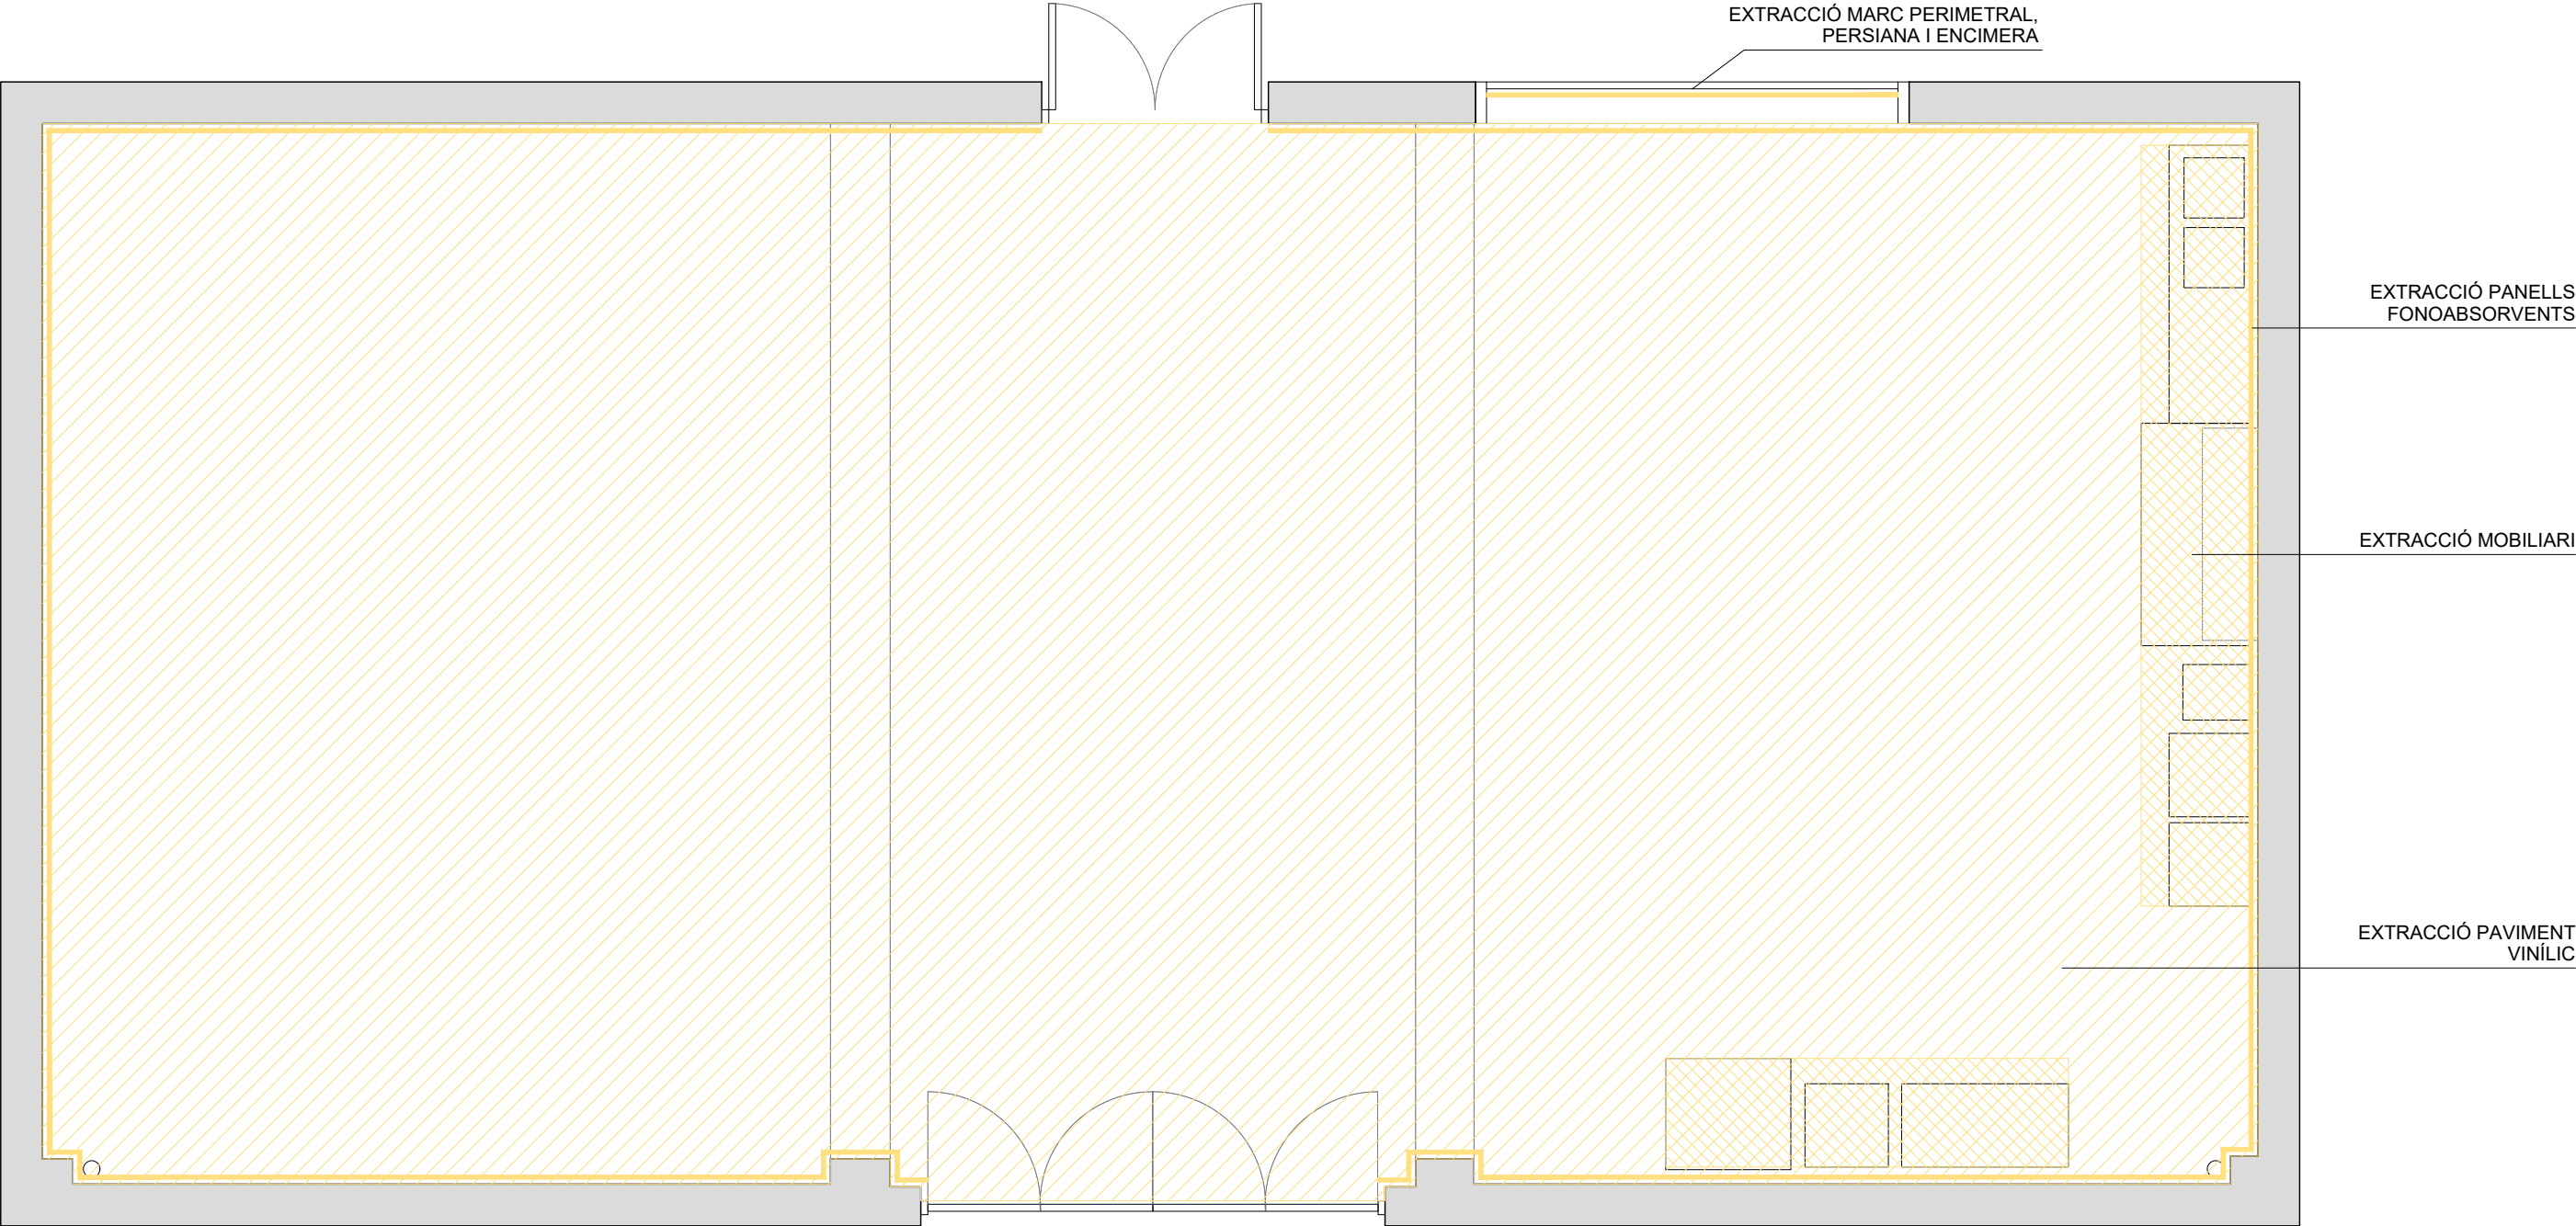 EXTRACCIÓ MARC PERIMETRAL,
PERSIANA I ENCIMERA
EXTRACCIÓ PANELLS
FONOABSORVENTS
EXTRACCIÓ MOBILIARI
EXTRACCIÓ PAVIMENT
VINÍLIC